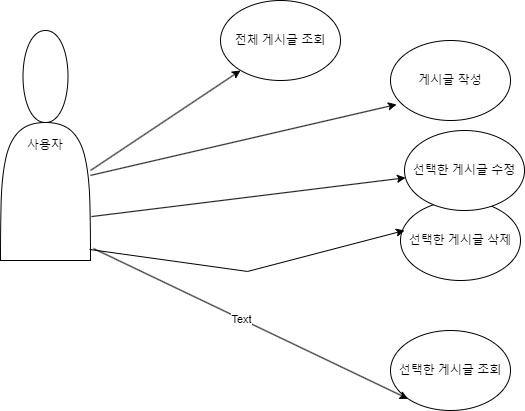 전체 게시글 조회
게시글 작성
사용자
선택한 게시글 수정
선택한 게시글 삭제
Text
선택한 게시글 조회